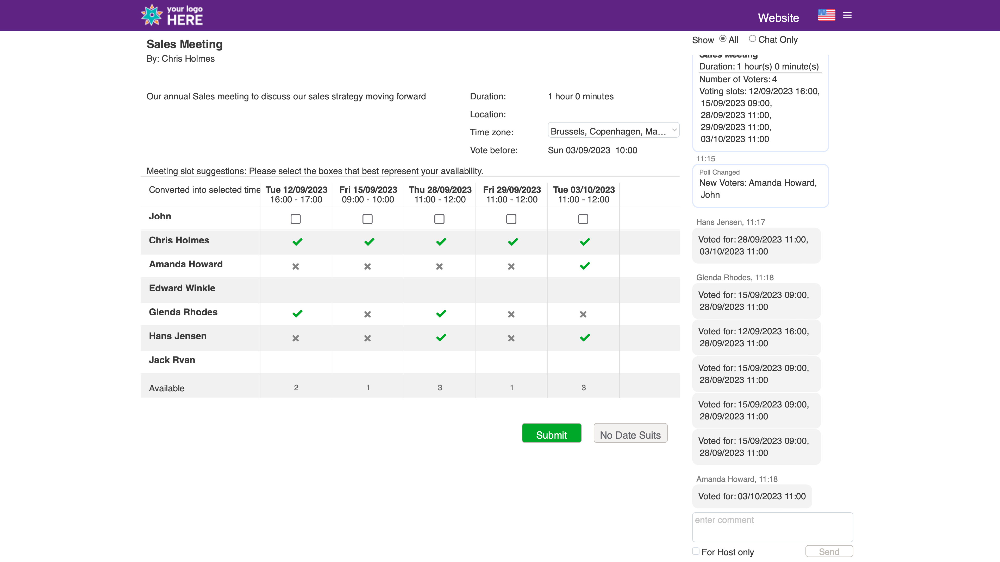 your logo
HERE
Website
Sales Meeting
By: Chris Holmes
Our annual Sales meeting to discuss our sales strategy moving forward
Duration: 1 hour 0 minutes
Location:
Time zone: Brussels, Copenhagen, Ma...
Vote before: Sun 03/09/2023 10:00
Meeting slot suggestions: Please select the boxes that best represent your availability.
Converted into selected time
Tue 12/09/2023 Fri 15/09/2023 Thu 28/09/2023 Fri 29/09/2023 Tue 03/10/2023
16:00 - 17:00 09:00 - 10:00 11:00 - 12:00 11:00 - 12:00 11:00 - 12:00
John
Chris Holmes
Amanda Howard
Edward Winkle
Glenda Rhodes
Hans Jensen
Jack Ryan
Available 2 1 3 1 3
Submit
No Date Suits
Show All Chat Only
Sales Meeting
Duration: 1 hour(s) 0 minute(s)
Number of Voters: 4
Voting slots: 12/09/2023 16:00,
15/09/2023 09:00,
28/09/2023 11:00,
29/09/2023 11:00,
03/10/2023 11:00
11:15
Poll Changed
New Voters: Amanda Howard,
John
Hans Jensen, 11:17
Voted for: 28/09/2023 11:00,
03/10/2023 11:00
Glenda Rhodes, 11:18
Voted for: 15/09/2023 09:00,
28/09/2023 11:00
Voted for: 12/09/2023 16:00,
28/09/2023 11:00
Voted for: 15/09/2023 09:00,
28/09/2023 11:00
Voted for: 15/09/2023 09:00,
28/09/2023 11:00
Voted for: 15/09/2023 09:00,
28/09/2023 11:00
Amanda Howard, 11:18
Voted for: 03/10/2023 11:00
enter comment
For Host only
Send